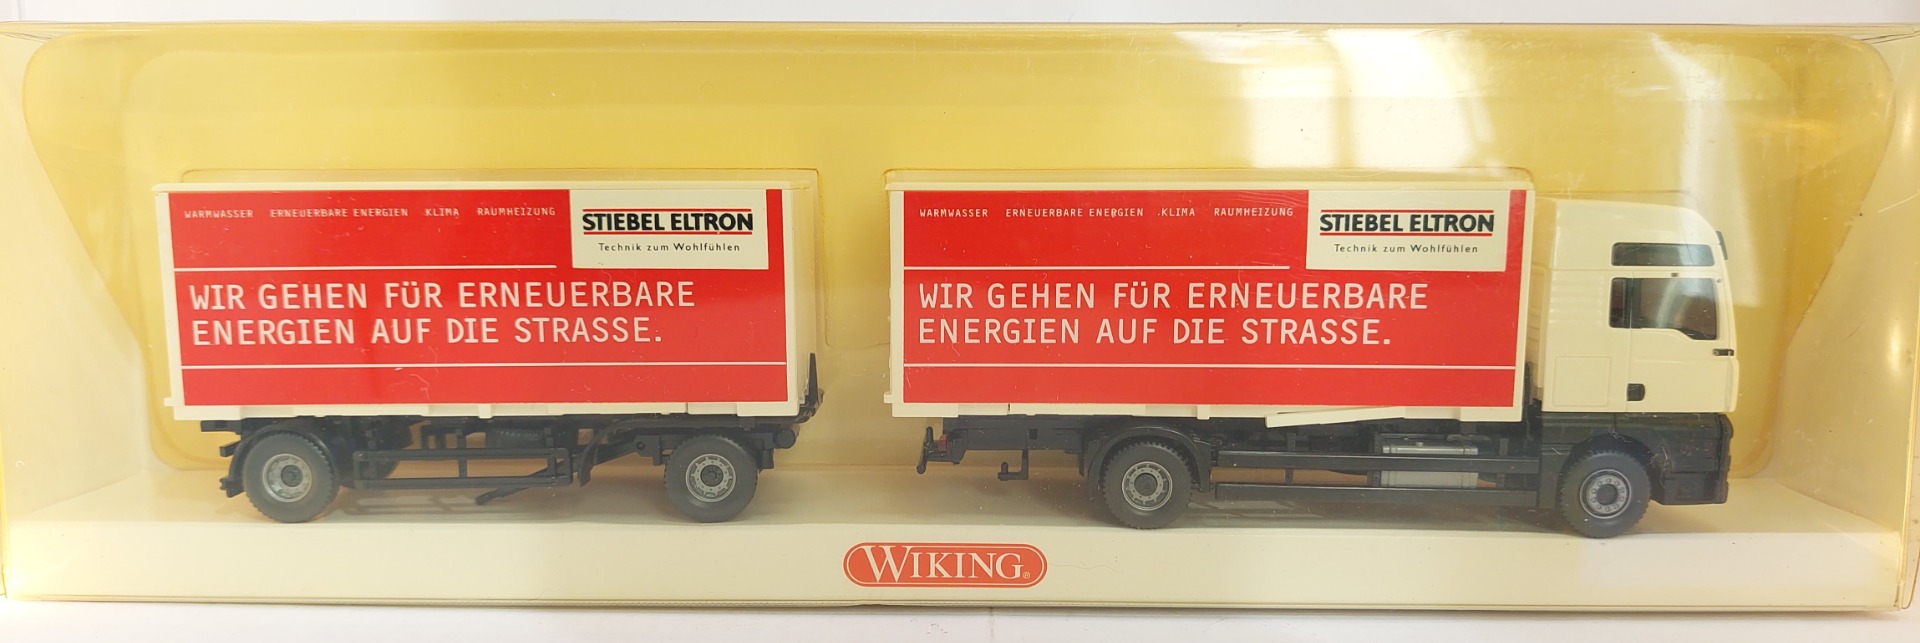 WARMWASSER ERNEUERBARE ENERGIEN KLIMA RAUMHEIZUNG
STIEBEL ELTRON
Technik zum Wohlfühlen
WIR GEHEN FÜR ERNEUERBARE
ENERGIEN AUF DIE STRASSE.
WARMWASSER ERNEUERBARE ENERGIEN KLIMA RAUMHEIZUNG
STIEBEL ELTRON
Technik zum Wohlfühlen
WIR GEHEN FÜR ERNEUERBARE
ENERGIEN AUF DIE STRASSE.
WIKING®